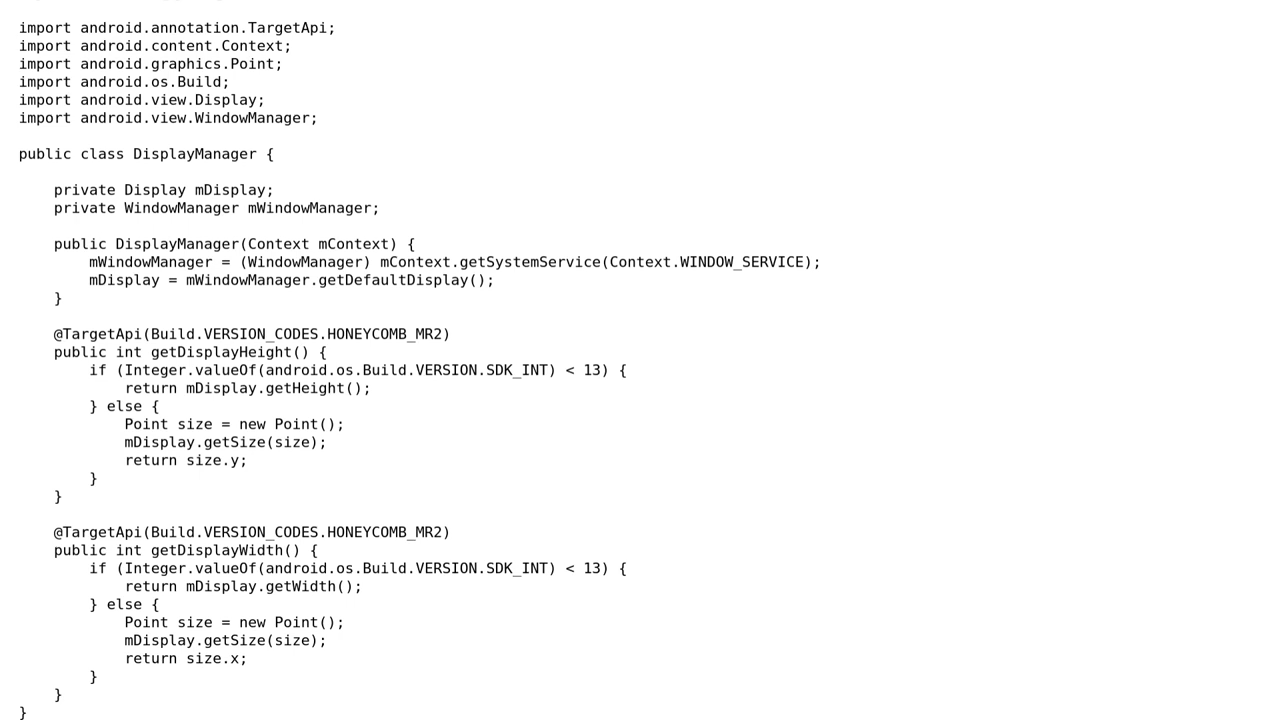 import android.annotation.TargetApi;
import android.content.Context;
import android.graphics.Point;
import android.os.Build;
import android.view.Display;
import android.view.WindowManager;

public class DisplayManager {

    private Display mDisplay;
    private WindowManager mWindowManager;

    public DisplayManager(Context mContext) {
        mWindowManager = (WindowManager) mContext.getSystemService(Context.WINDOW_SERVICE);
        mDisplay = mWindowManager.getDefaultDisplay();
    }

    @TargetApi(Build.VERSION_CODES.HONEYCOMB_MR2)
    public int getDisplayHeight() {
        if (Integer.valueOf(android.os.Build.VERSION.SDK_INT) < 13) {
            return mDisplay.getHeight();
        } else {
            Point size = new Point();
            mDisplay.getSize(size);
            return size.y;
        }
    }

    @TargetApi(Build.VERSION_CODES.HONEYCOMB_MR2)
    public int getDisplayWidth() {
        if (Integer.valueOf(android.os.Build.VERSION.SDK_INT) < 13) {
            return mDisplay.getWidth();
        } else {
            Point size = new Point();
            mDisplay.getSize(size);
            return size.x;
        }
    }
}